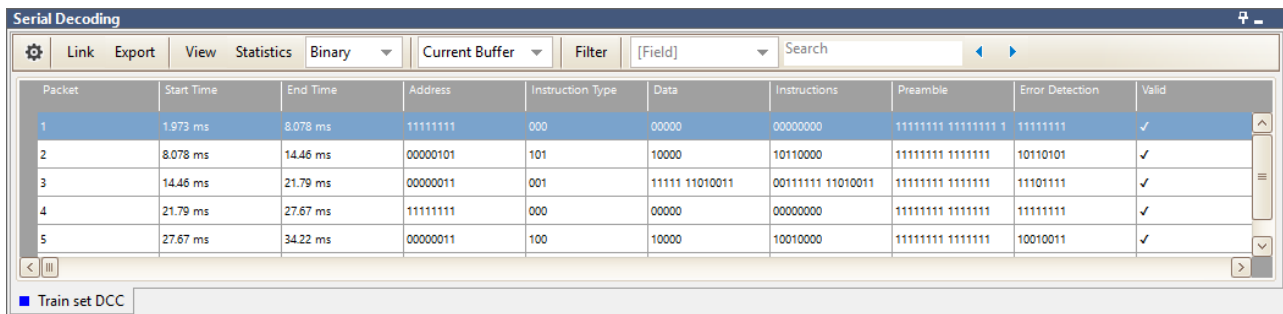 Serial Decoding
Link Export View Statistics Binary Current Buffer Filter [Field] Search
Packet Start Time End Time Address Instruction Type Data Instructions Preamble Error Detection Valid
1 1.973 ms 8.078 ms 11111111 000 00000 00000000 11111111 11111111 1 11111111 ✓
2 8.078 ms 14.46 ms 00000101 101 10000 10110000 11111111 1111111 10110101 ✓
3 14.46 ms 21.79 ms 00000011 001 11111 11010011 00111111 11010011 11111111 1111111 11101111 ✓
4 21.79 ms 27.67 ms 11111111 000 00000 00000000 11111111 1111111 11111111 ✓
5 27.67 ms 34.22 ms 00000011 100 10000 10010000 11111111 1111111 10010011 ✓
Train set DCC